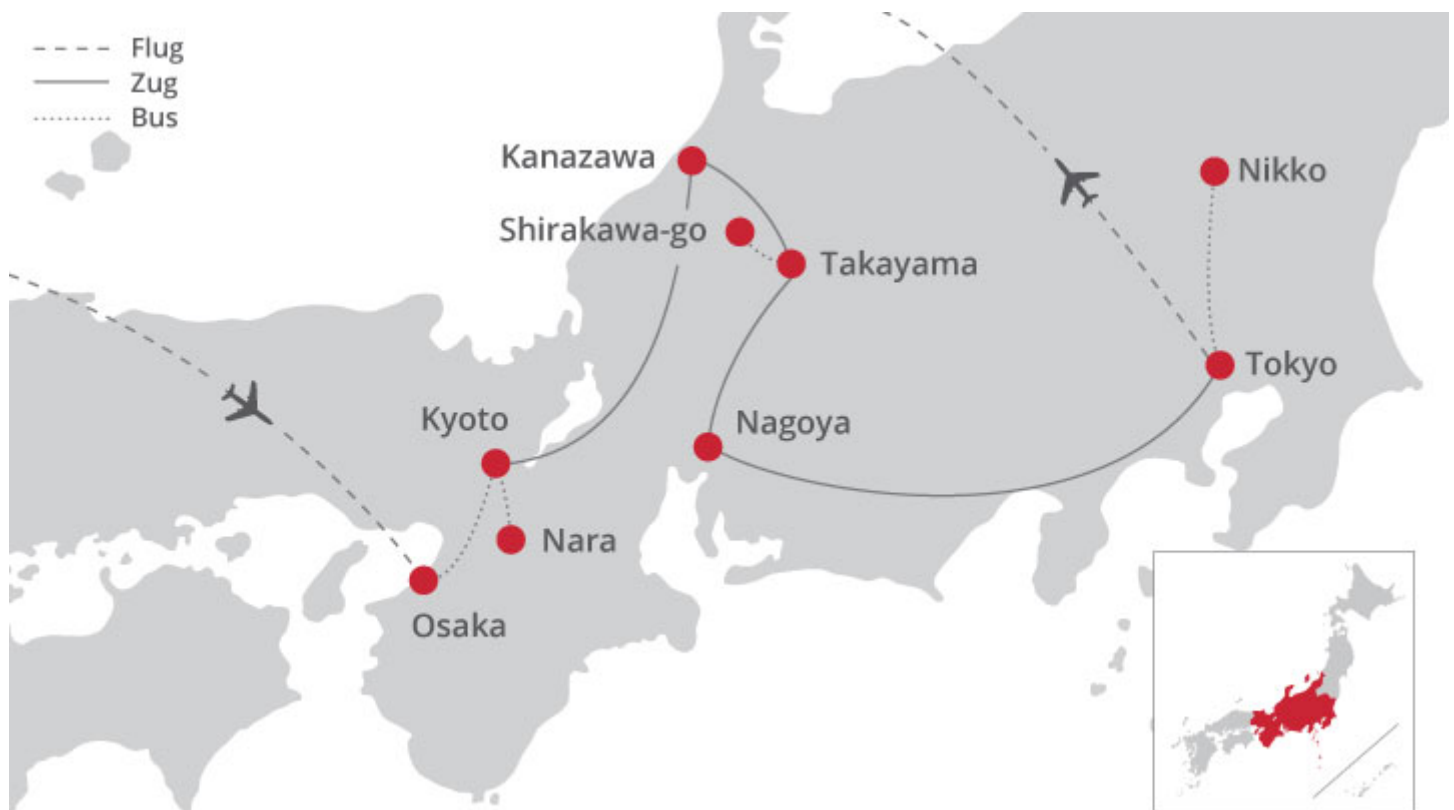 Flug
Zug
Bus
Kanazawa
Nikko
Shirakawa-go
Takayama
Tokyo
Kyoto
Nagoya
Nara
Osaka